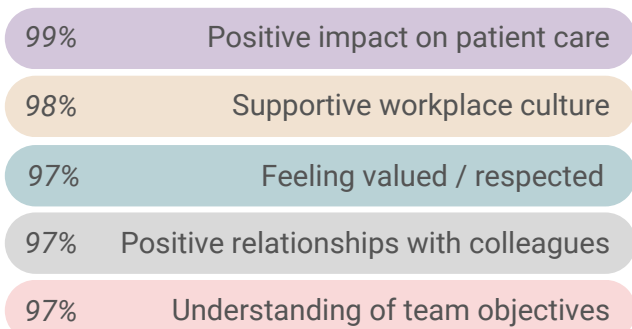 99% Positive impact on patient care
98% Supportive workplace culture
97% Feeling valued / respected
97% Positive relationships with colleagues
97% Understanding of team objectives